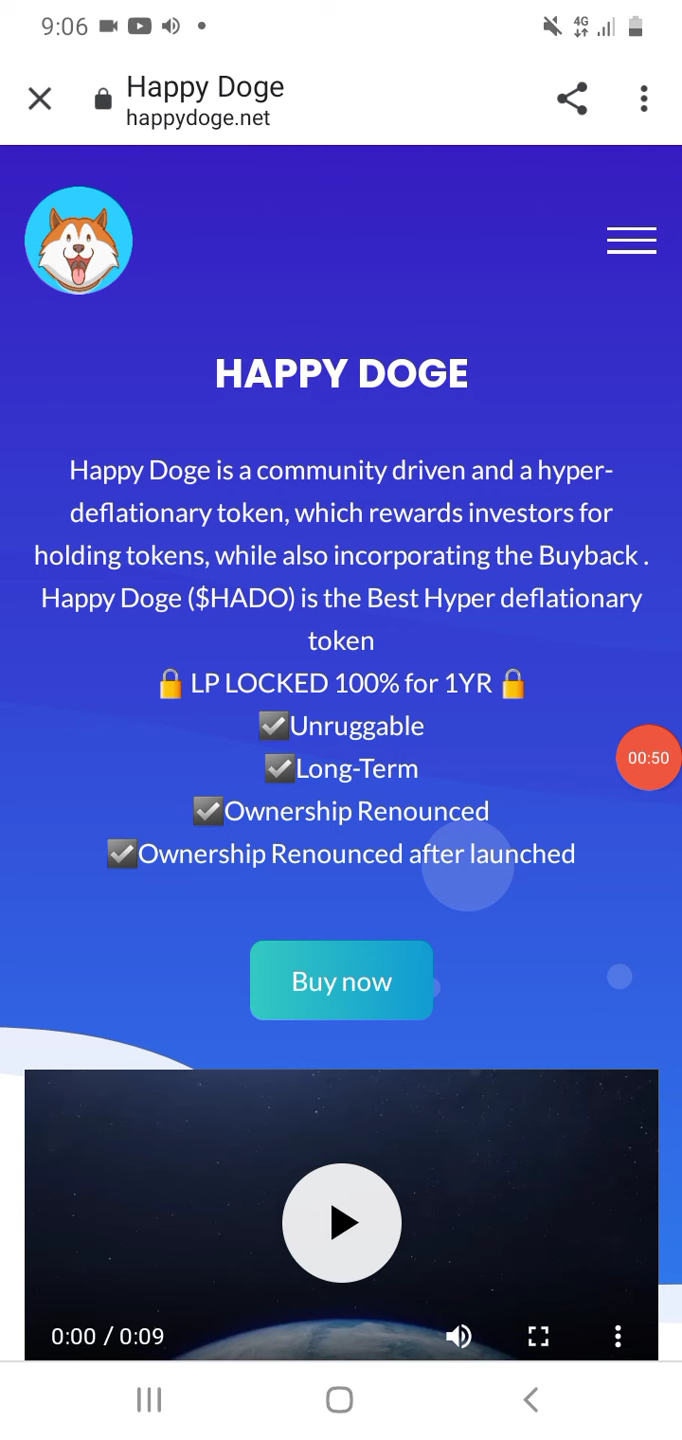 9:06
4G
Happy Doge
happydoge.net
HAPPY DOGE
Happy Doge is a community driven and a hyper-
deflationary token, which rewards investors for
holding tokens, while also incorporating the Buyback .
Happy Doge ($HADO) is the Best Hyper deflationary
token
🔒 LP LOCKED 100% for 1YR 🔒
☑Unruggable
00:50
☑Long-Term
☑Ownership Renounced
☑Ownership Renounced after launched
Buy now
0:00 / 0:09